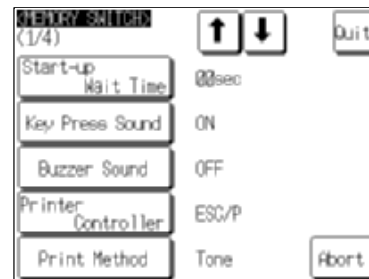 <MEMORY SWITCH>
(1/4)
↑ ↓ Quit
Start-up
Wait Time
00sec
Key Press Sound ON
Buzzer Sound OFF
Printer
Controller
ESC/P
Print Method Tone Abort